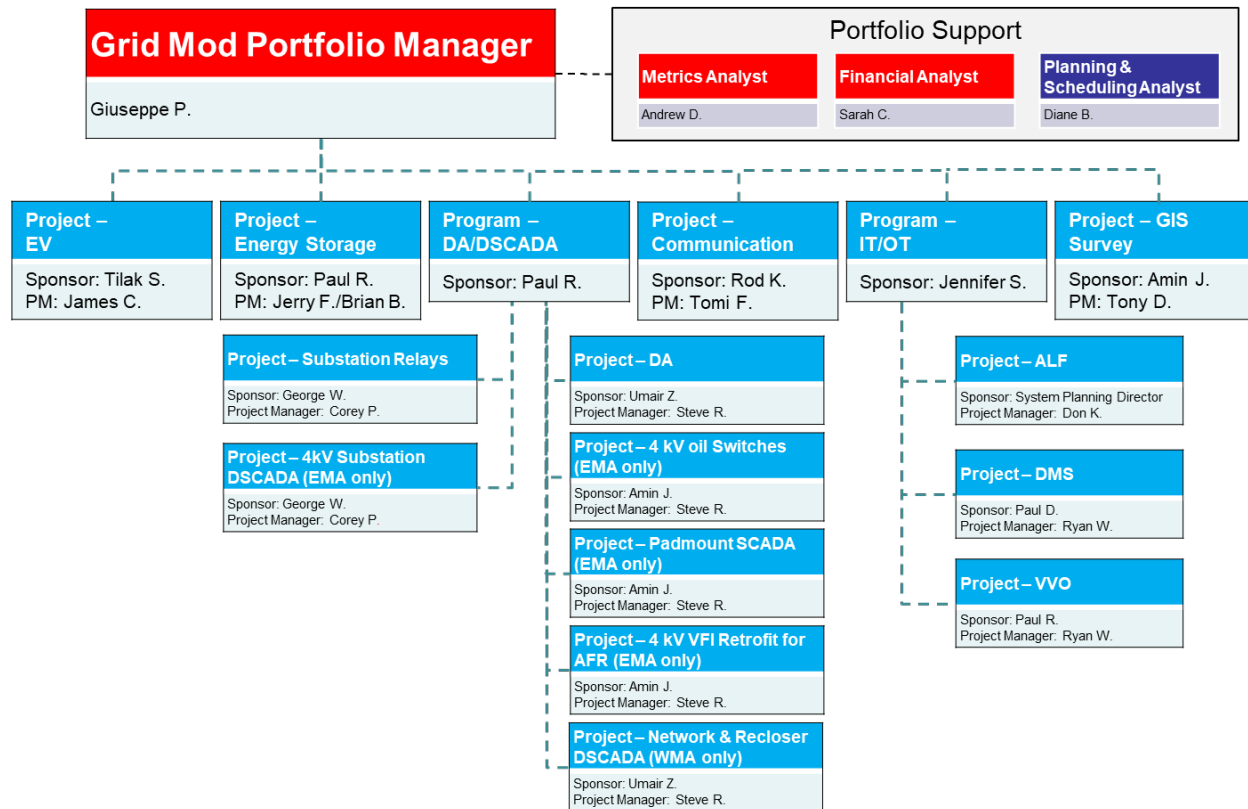 Grid Mod Portfolio Manager
Giuseppe P.
Portfolio Support
Metrics Analyst
Andrew D.
Financial Analyst
Sarah C.
Planning &
Scheduling Analyst
Diane B.
Project –
EV
Sponsor: Tilak S.
PM: James C.
Project –
Energy Storage
Sponsor: Paul R.
PM: Jerry F./Brian B.
Program –
DA/DSCADA
Sponsor: Paul R.
Project –
Communication
Sponsor: Rod K.
PM: Tomi F.
Program –
IT/OT
Sponsor: Jennifer S.
Project – GIS
Survey
Sponsor: Amin J.
PM: Tony D.
Project – Substation Relays
Sponsor: George W.
Project Manager: Corey P.
Project – 4kV Substation
DSCADA (EMA only)
Sponsor: George W.
Project Manager: Corey P.
Project – DA
Sponsor: Umair Z.
Project Manager: Steve R.
Project – 4 kV oil Switches
(EMA only)
Sponsor: Amin J.
Project Manager: Steve R.
Project – Padmount SCADA
(EMA only)
Sponsor: Amin J.
Project Manager: Steve R.
Project – 4 kV VFI Retrofit for
AFR (EMA only)
Sponsor: Amin J.
Project Manager: Steve R.
Project – Network & Recloser
DSCADA (WMA only)
Sponsor: Umair Z.
Project Manager: Steve R.
Project – ALF
Sponsor: System Planning Director
Project Manager: Don K.
Project – DMS
Sponsor: Paul D.
Project Manager: Ryan W.
Project – VVO
Sponsor: Paul R.
Project Manager: Ryan W.